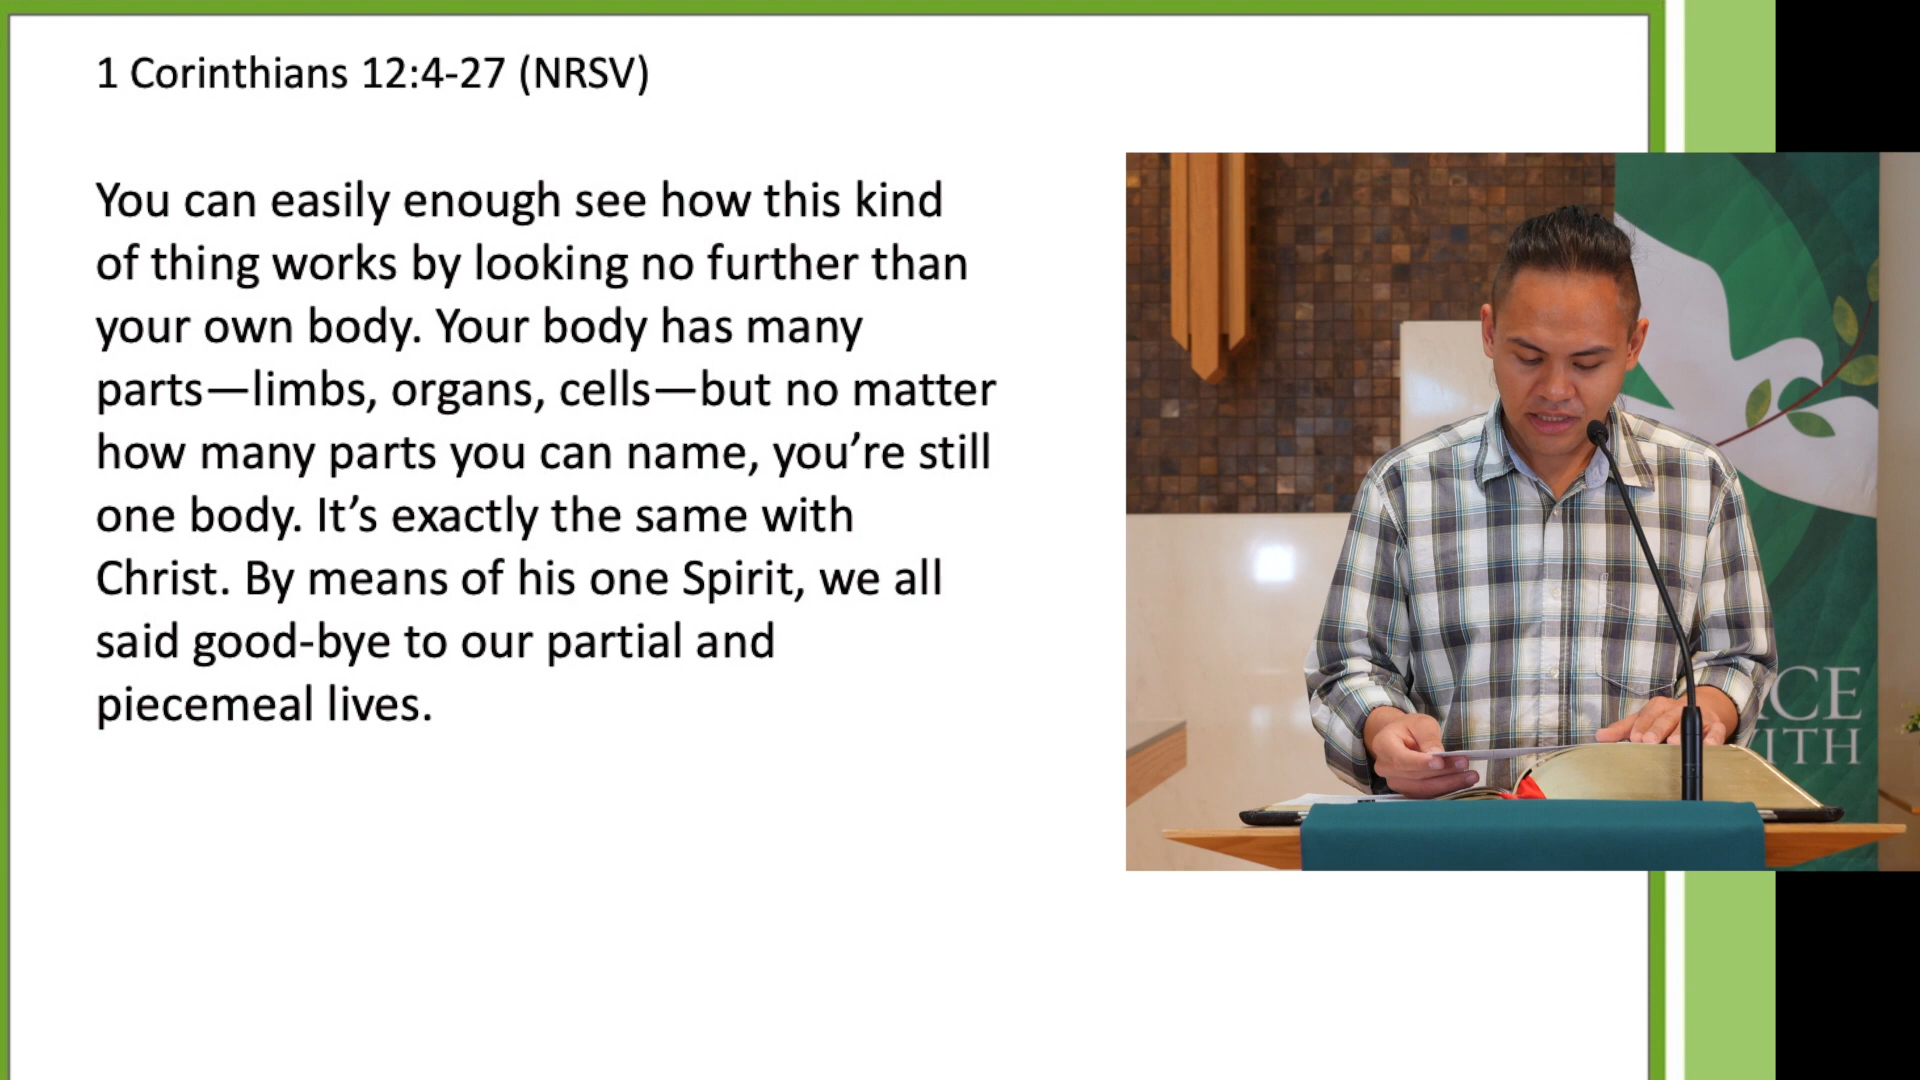 1 Corinthians 12:4-27 (NRSV)
You can easily enough see how this kind
of thing works by looking no further than
your own body. Your body has many
parts—limbs, organs, cells—but no matter
how many parts you can name, you’re still
one body. It’s exactly the same with
Christ. By means of his one Spirit, we all
said good-bye to our partial and
piecemeal lives.